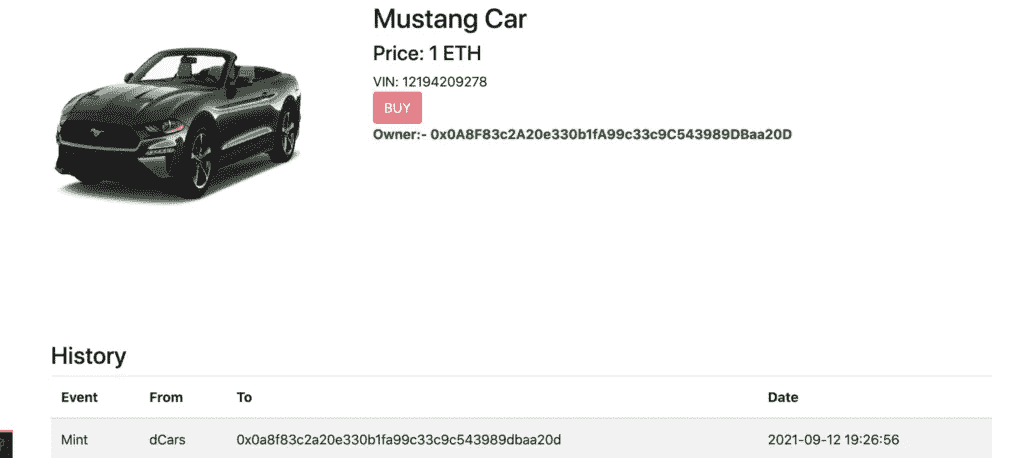 Mustang Car
Price: 1 ETH
VIN: 12194209278
BUY
Owner:- 0x0A8F83c2A20e330b1fA99c33c9C543989DBaa20D
History
Event From To Date
Mint dCars 0x0a8f83c2a20e330b1fa99c33c9c543989dbaa20d 2021-09-12 19:26:56